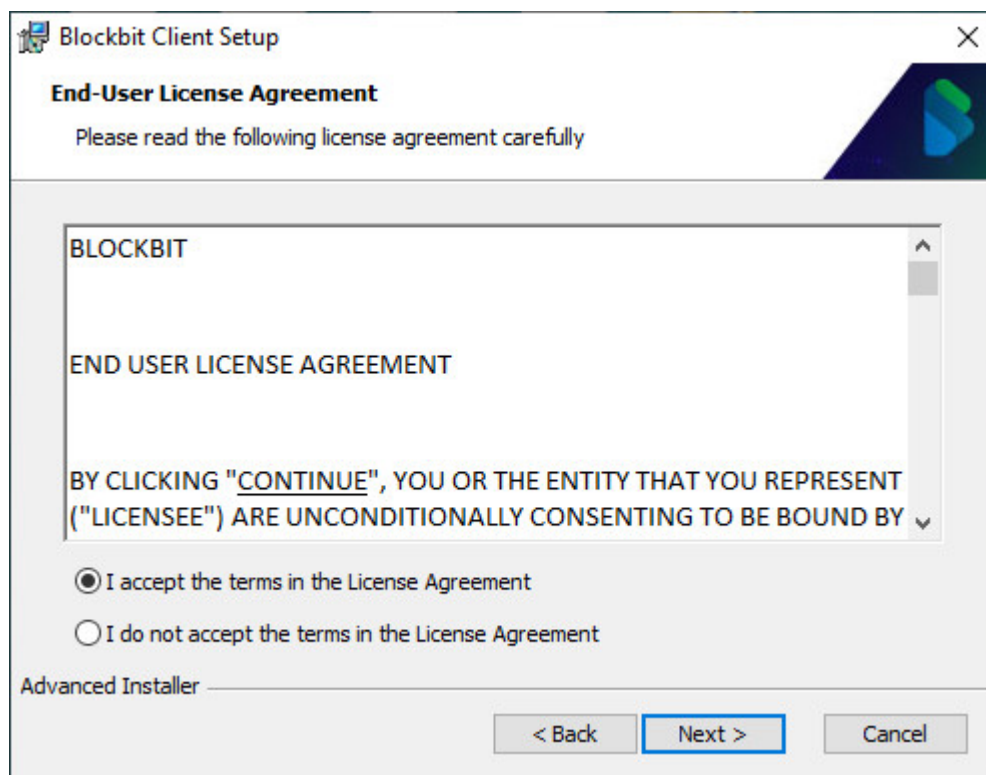 Blockbit Client Setup
End-User License Agreement
Please read the following license agreement carefully
BLOCKBIT
END USER LICENSE AGREEMENT
BY CLICKING "CONTINUE", YOU OR THE ENTITY THAT YOU REPRESENT
("LICENSEE") ARE UNCONDITIONALLY CONSENTING TO BE BOUND BY
I accept the terms in the License Agreement
I do not accept the terms in the License Agreement
Advanced Installer
< Back Next > Cancel